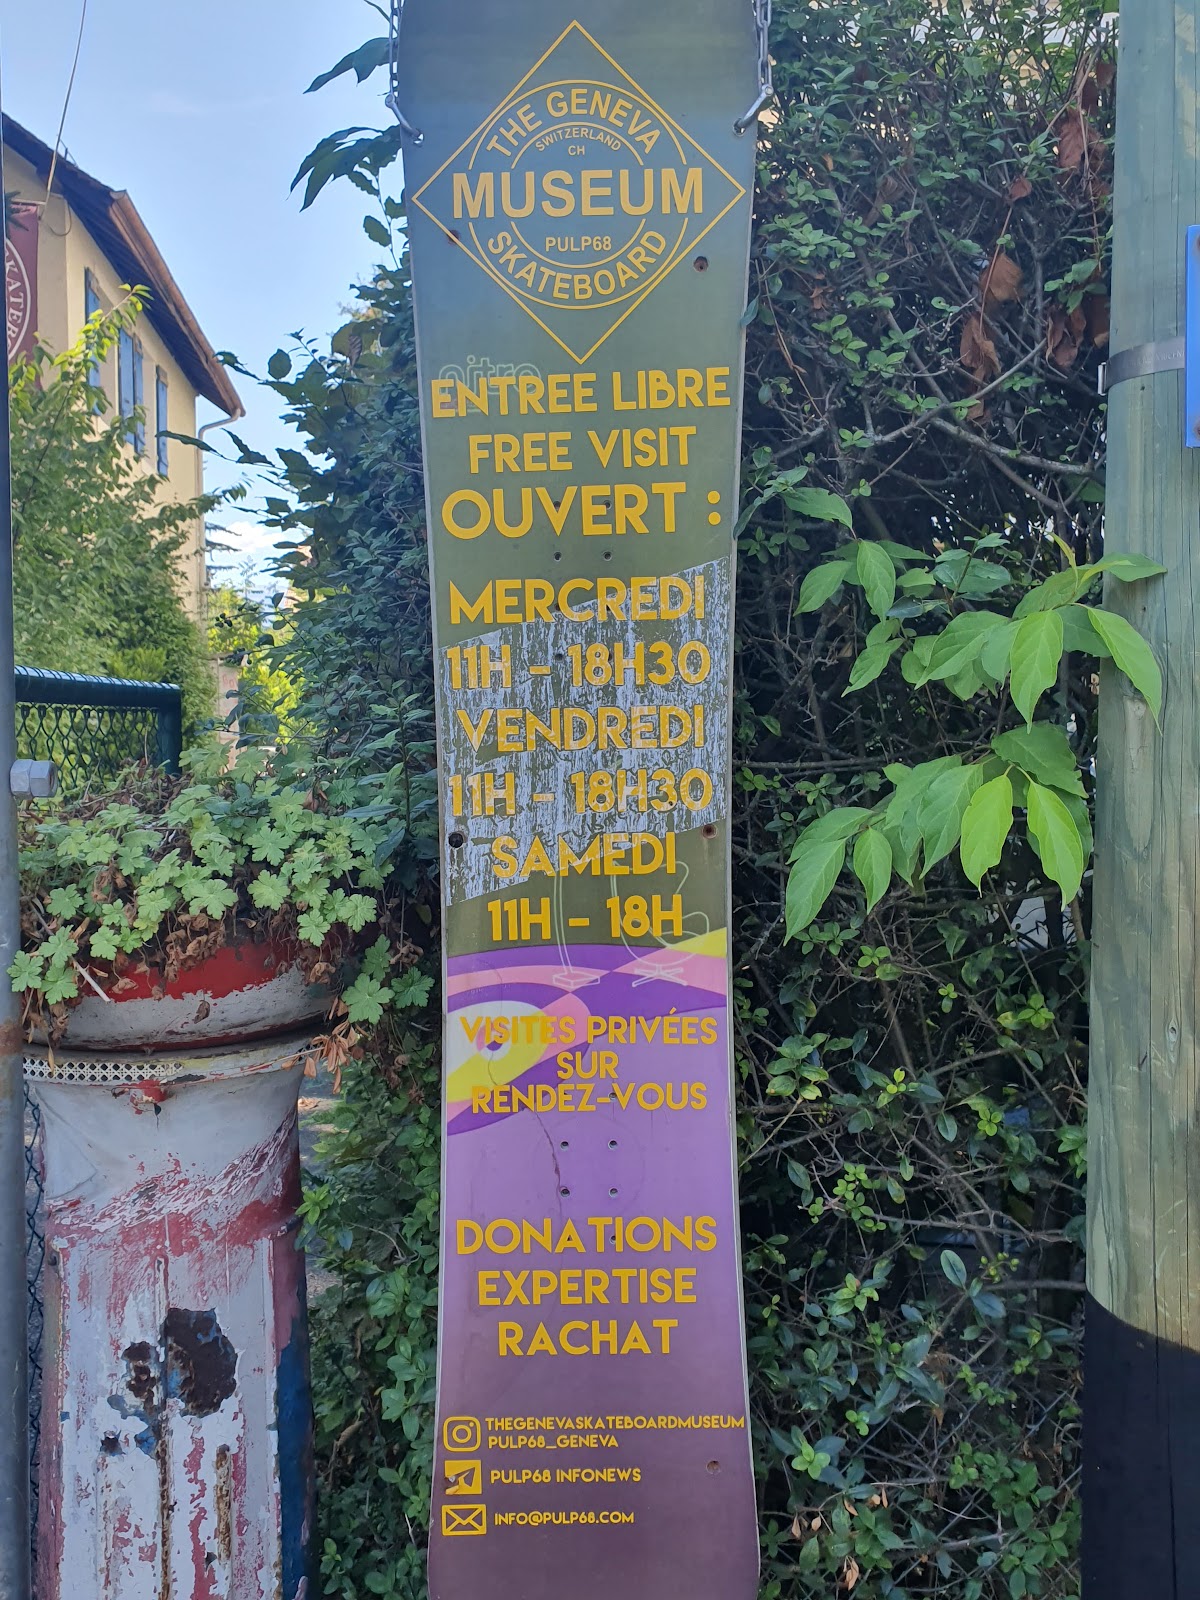 THE GENEVA
SWITZERLAND
CH
MUSEUM
PULP68
SKATEBOARD
nitro
ENTREE LIBRE
FREE VISIT
OUVERT :
MERCREDI
11H - 18H30
VENDREDI
11H - 18H30
SAMEDI
11H - 18H
VISITES PRIVÉES
SUR
RENDEZ-VOUS
DONATIONS
EXPERTISE
RACHAT
THEGENEVASKATEBOARDMUSEUM
PULP68_GENEVA
PULP68 INFONEWS
INFO@PULP68.COM